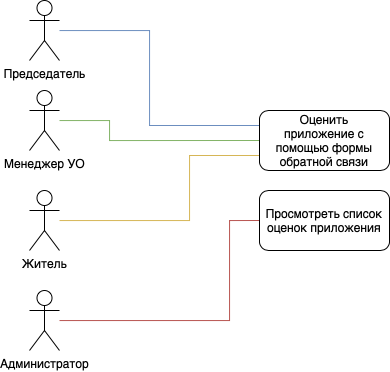 Председатель
Менеджер УО
Оценить
приложение с
помощью формы
обратной связи
Житель
Просмотреть список
оценок приложения
Администратор